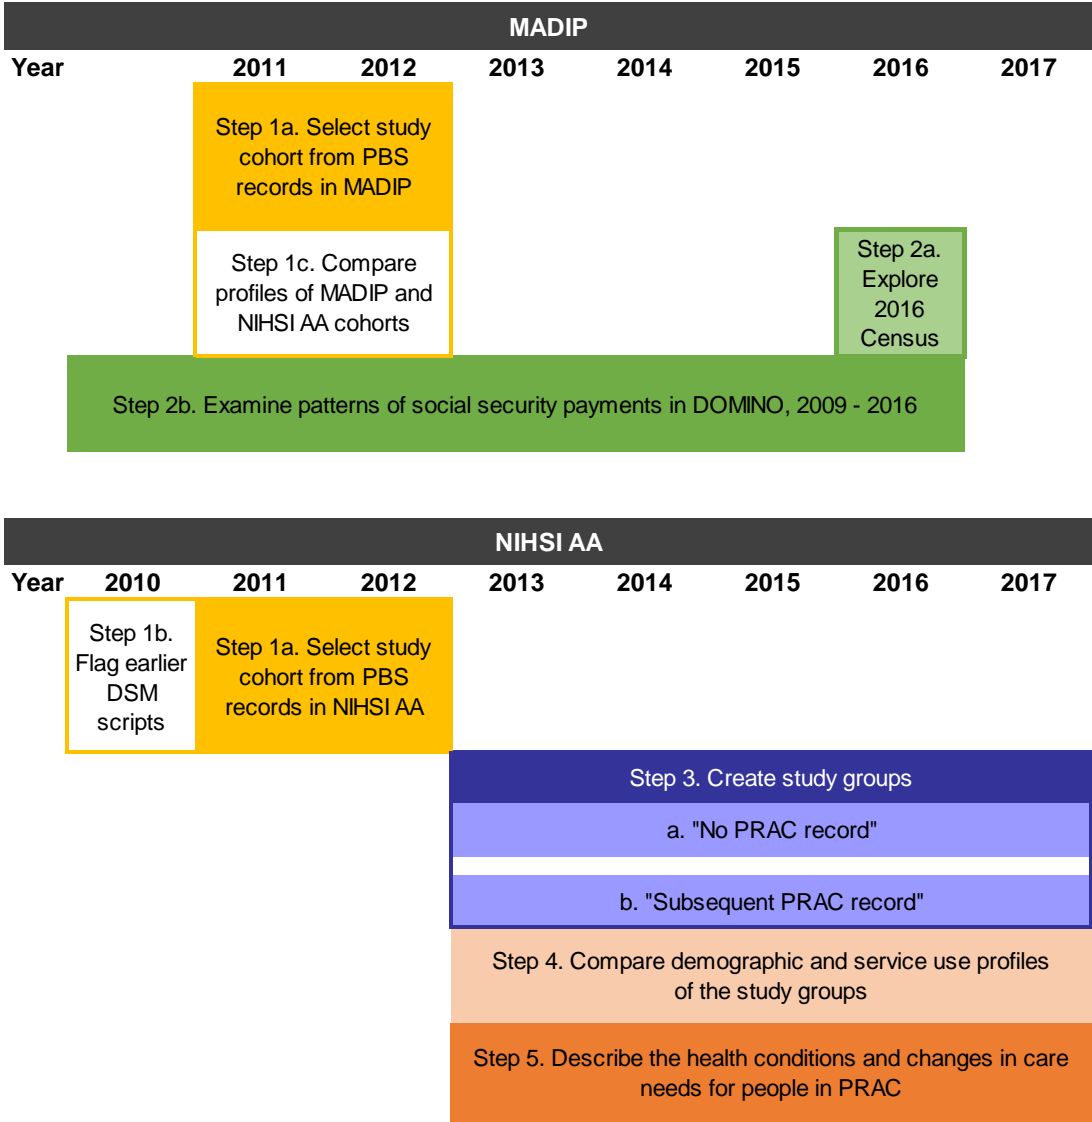 MADIP
Year 2011 2012 2013 2014 2015 2016 2017
Step 1a. Select study
cohort from PBS
records in MADIP
Step 1c. Compare
profiles of MADIP and
NIHSI AA cohorts
Step 2a.
Explore
2016
Census
Step 2b. Examine patterns of social security payments in DOMINO, 2009 - 2016
NIHSI AA
Year 2010 2011 2012 2013 2014 2015 2016 2017
Step 1b.
Flag earlier
DSM
scripts
Step 1a. Select study
cohort from PBS
records in NIHSI AA
Step 3. Create study groups
a. "No PRAC record"
b. "Subsequent PRAC record"
Step 4. Compare demographic and service use profiles
of the study groups
Step 5. Describe the health conditions and changes in care
needs for people in PRAC